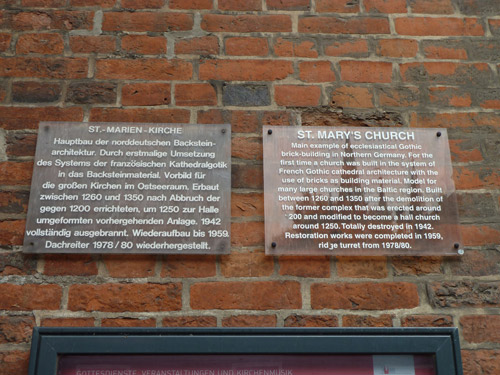 ST.-MARIEN-KIRCHE
Hauptbau der norddeutschen Backstein-
architektur. Durch erstmalige Umsetzung
des Systems der französischen Kathedralgotik
in das Backsteinmaterial. Vorbild für
die großen Kirchen im Ostseeraum. Erbaut
zwischen 1260 und 1350 nach Abbruch der
gegen 1200 errichteten, um 1250 zur Halle
umgeformten vorhergehenden Anlage. 1942
vollständig ausgebrannt. Wiederaufbau bis 1959.
Dachreiter 1978/80 wiederhergestellt.
ST. MARY'S CHURCH
Main example of ecclesiastical Gothic
brick-building in Northern Germany. For the
first time a church was built in the system of
French Gothic cathedral architecture with the
use of bricks as building material. Model for
many large churches in the Baltic region. Built
between 1260 and 1350 after the demolition of
the former complex that was erected around
200 and modified to become a hall church
around 1250. Totally destroyed in 1942.
Restoration works were completed in 1959,
rid e turret from 1978/80.
GOTTESDIENSTE, VERANSTALTUNGEN UND KIRCHENMUSIK